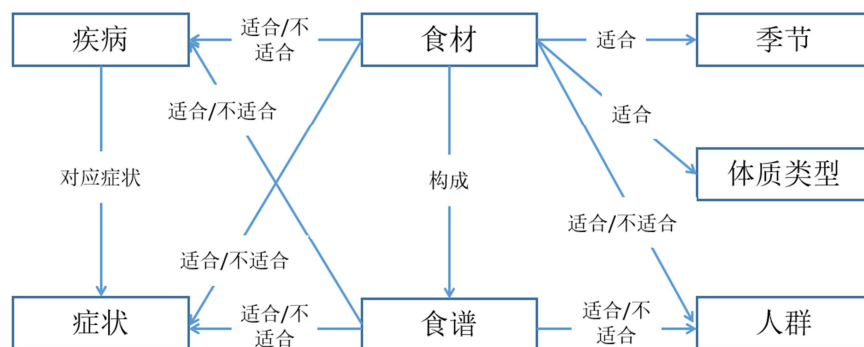 疾病
适合/不
适合
食材
适合
季节
适合/不适合
适合
对应症状
构成
体质类型
适合/不适合
适合/不适合
症状
适合/不
适合
食谱
适合/不
适合
人群